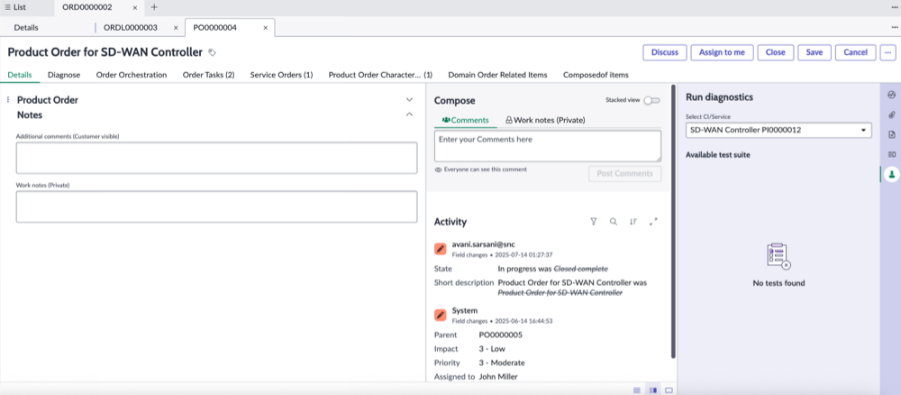 List
ORD0000002
Details
ORDL0000003
PO0000004
Product Order for SD-WAN Controller
Discuss
Assign to me
Close
Save
Cancel
Details
Diagnose
Order Orchestration
Order Tasks (2)
Service Orders (1)
Product Order Character... (1)
Domain Order Related Items
Composedof items
Product Order
Notes
Additional comments (Customer visible)
Work notes (Private)
Compose
Stacked view
Comments
Work notes (Private)
Enter your Comments here
Everyone can see this comment
Post Comments
Activity
avani.sarsani@snc
Field changes • 2025-07-14 01:27:37
State In progress was Closed complete
Short description Product Order for SD-WAN Controller was
Product Order for SD-WAN Controller
System
Field changes • 2025-06-14 16:44:53
Parent PO0000005
Impact 3 - Low
Priority 3 - Moderate
Assigned to John Miller
Run diagnostics
Select CI/Service
SD-WAN Controller PI0000012
Available test suite
No tests found